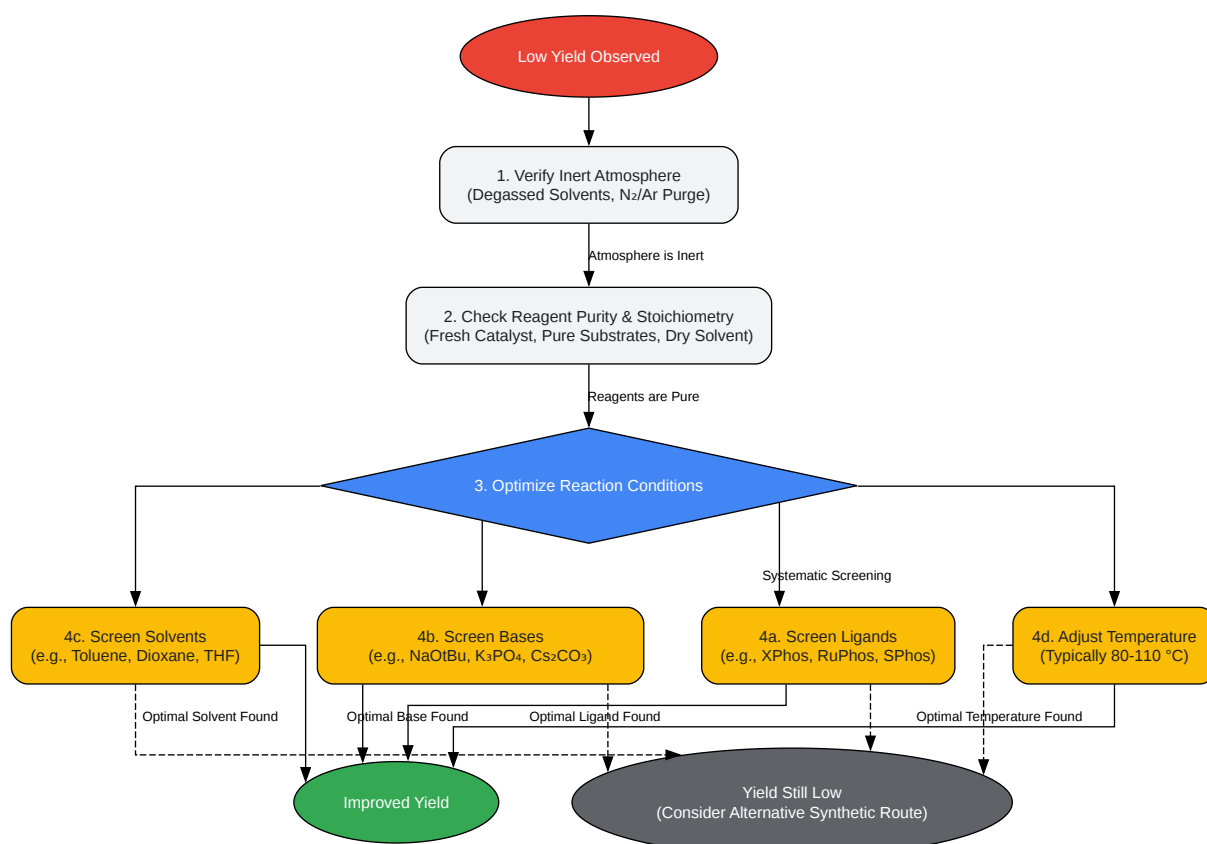 Low Yield Observed
1. Verify Inert Atmosphere
(Degassed Solvents, N₂/Ar Purge)
Atmosphere is Inert
2. Check Reagent Purity & Stoichiometry
(Fresh Catalyst, Pure Substrates, Dry Solvent)
Reagents are Pure
3. Optimize Reaction Conditions
Systematic Screening
4c. Screen Solvents
(e.g., Toluene, Dioxane, THF)
4b. Screen Bases
(e.g., NaOtBu, K₃PO₄, Cs₂CO₃)
4a. Screen Ligands
(e.g., XPhos, RuPhos, SPhos)
4d. Adjust Temperature
(Typically 80-110 °C)
Optimal Solvent Found
Optimal Base Found
Optimal Ligand Found
Optimal Temperature Found
Improved Yield
Yield Still Low
(Consider Alternative Synthetic Route)